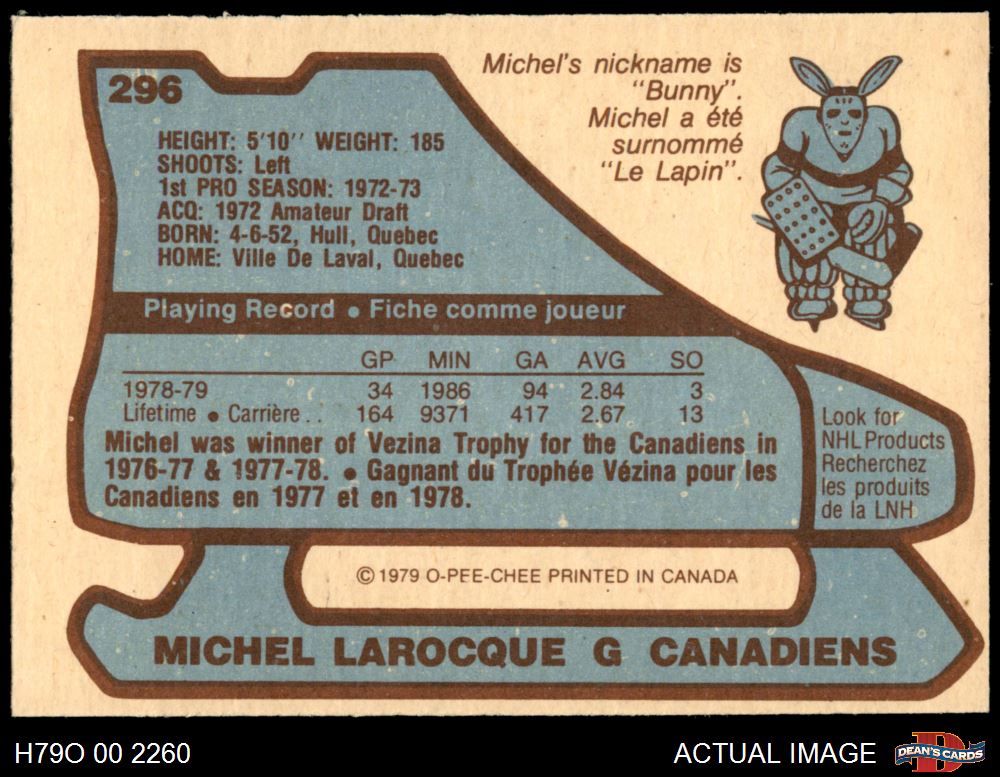 296
Michel's nickname is
"Bunny".
Michel a été
surnommé
"Le Lapin".
HEIGHT: 5'10'' WEIGHT: 185
SHOOTS: Left
1st PRO SEASON: 1972-73
ACQ: 1972 Amateur Draft
BORN: 4-6-52, Hull, Quebec
HOME: Ville De Laval, Quebec
Playing Record • Fiche comme joueur
GP MIN GA AVG SO
1978-79 34 1986 94 2.84 3
Lifetime • Carrière . . 164 9371 417 2.67 13
Michel was winner of Vezina Trophy for the Canadiens in
1976-77 & 1977-78. • Gagnant du Trophée Vézina pour les
Canadiens en 1977 et en 1978.
Look for
NHL Products
Recherchez
les produits
de la LNH
© 1979 O-PEE-CHEE PRINTED IN CANADA
MICHEL LAROCQUE G CANADIENS
H79O 00 2260
ACTUAL IMAGE
D
DEAN'S CARDS